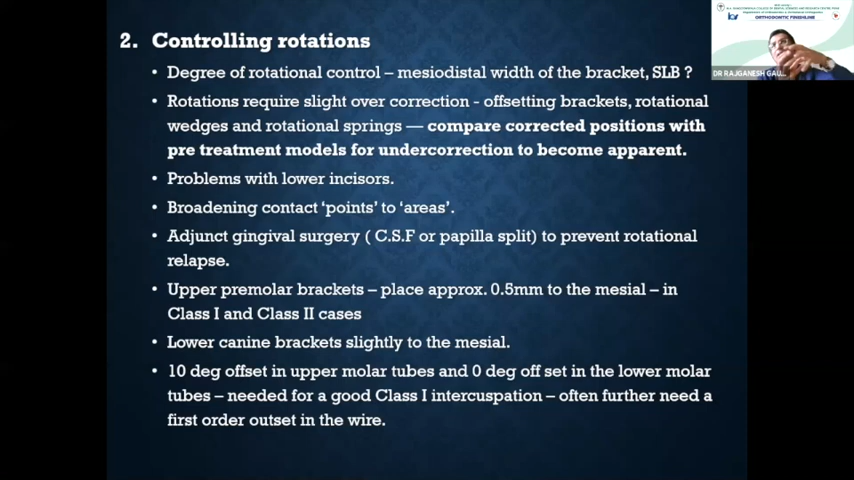 2. Controlling rotations
• Degree of rotational control – mesiodistal width of the bracket, SLB ?
• Rotations require slight over correction - offsetting brackets, rotational
wedges and rotational springs — compare corrected positions with
pre treatment models for undercorrection to become apparent.
• Problems with lower incisors.
• Broadening contact ‘points’ to ‘areas’.
• Adjunct gingival surgery ( C.S.F or papilla split) to prevent rotational
relapse.
• Upper premolar brackets – place approx. 0.5mm to the mesial – in
Class I and Class II cases
• Lower canine brackets slightly to the mesial.
• 10 deg offset in upper molar tubes and 0 deg off set in the lower molar
tubes – needed for a good Class I intercuspation – often further need a
first order outset in the wire.
ORTHODONTIC FINISHLINE
DR RAJGANESH GAU...